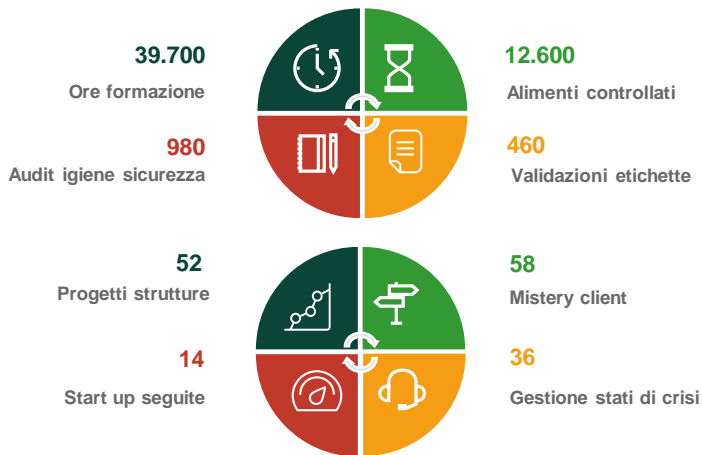 39.700
Ore formazione
12.600
Alimenti controllati
980
Audit igiene sicurezza
460
Validazioni etichette
52
Progetti strutture
58
Mistery client
14
Start up seguite
36
Gestione stati di crisi